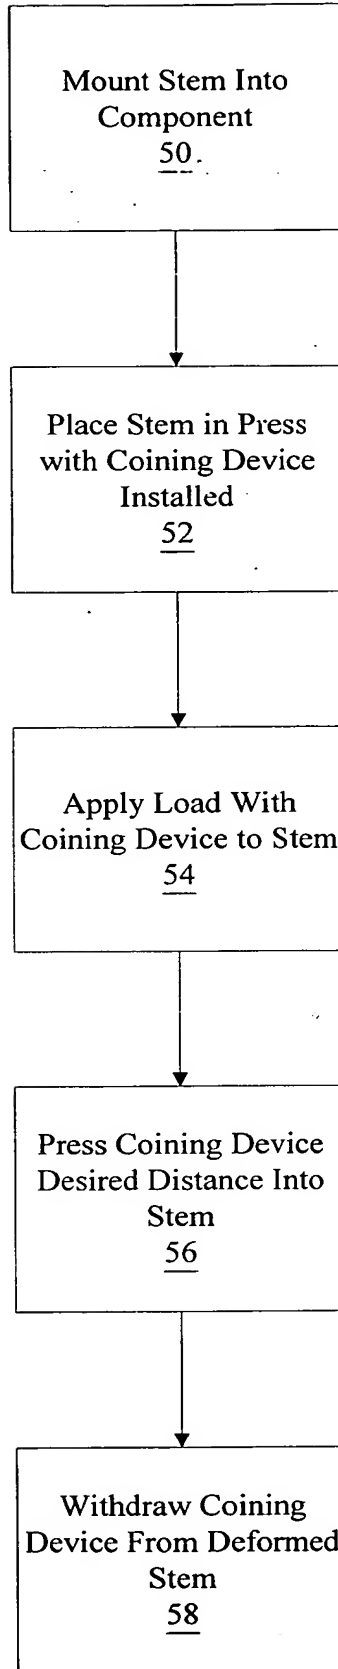 Mount Stem Into
Component
50.
Place Stem in Press
with Coining Device
Installed
52
Apply Load With
Coining Device to Stem
54
Press Coining Device
Desired Distance Into
Stem
56
Withdraw Coining
Device From Deformed
Stem
58